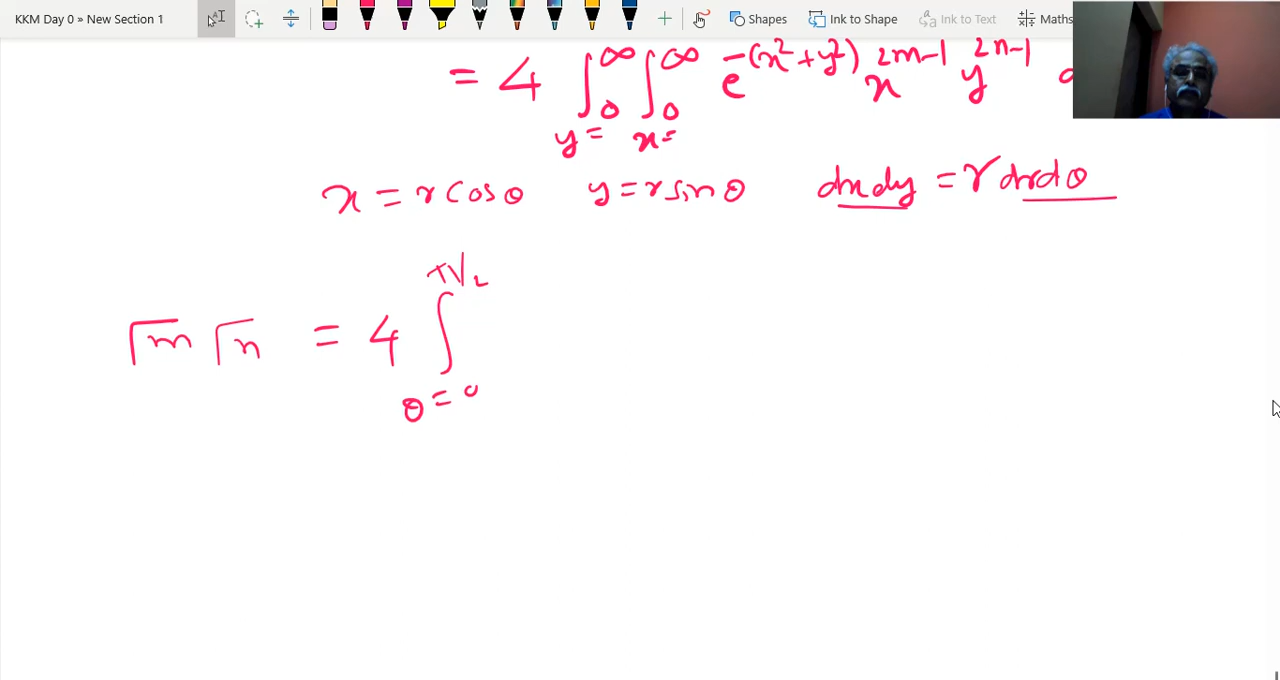 KKM Day 0 » New Section 1
Shapes Ink to Shape Ink to Text Maths
= 4 ∫₀^∞ ∫₀^∞ e^-(x²+y²) x^2m-1 y^2n-1
y= x=
x = r cos θ y = r sin θ dx dy = r dr dθ
π/2
Γm Γn = 4 ∫
θ = 0